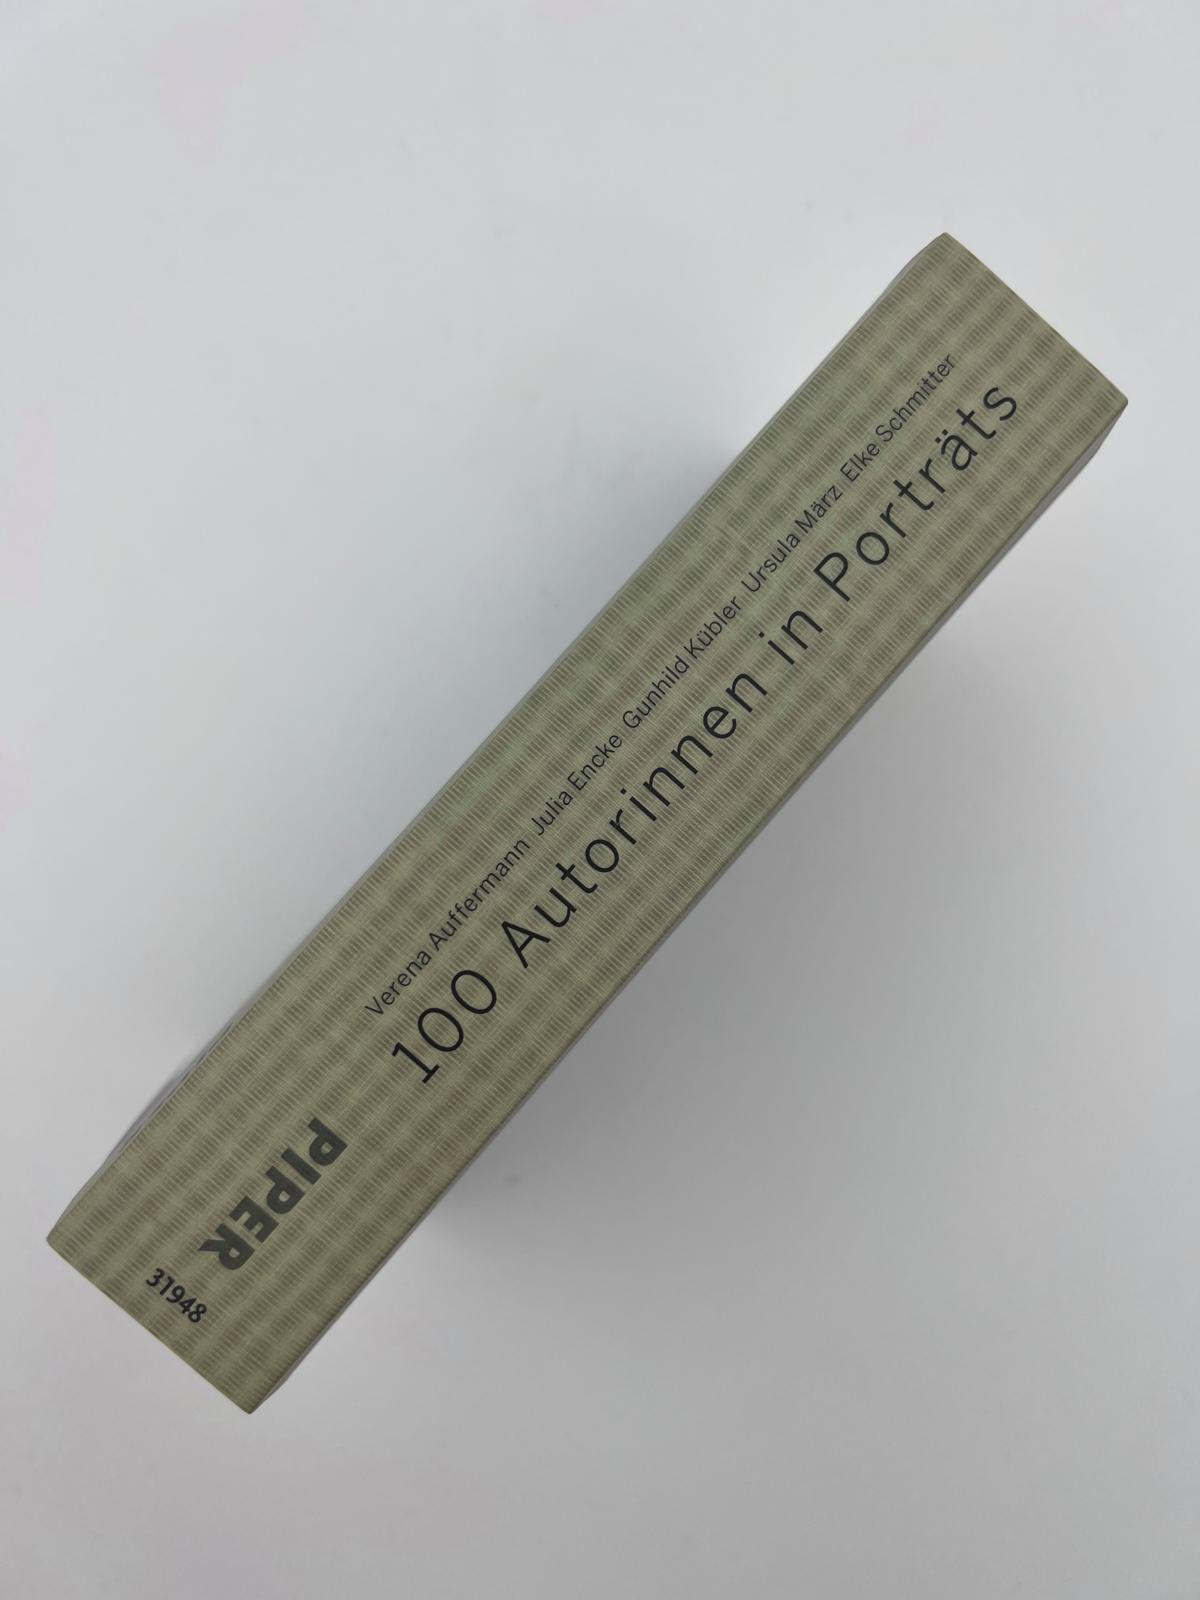 Verena Auffermann Julia Encke Gunhild Kübler Ursula März Elke Schmitter
100 Autorinnen in Porträts
PIPER
31948